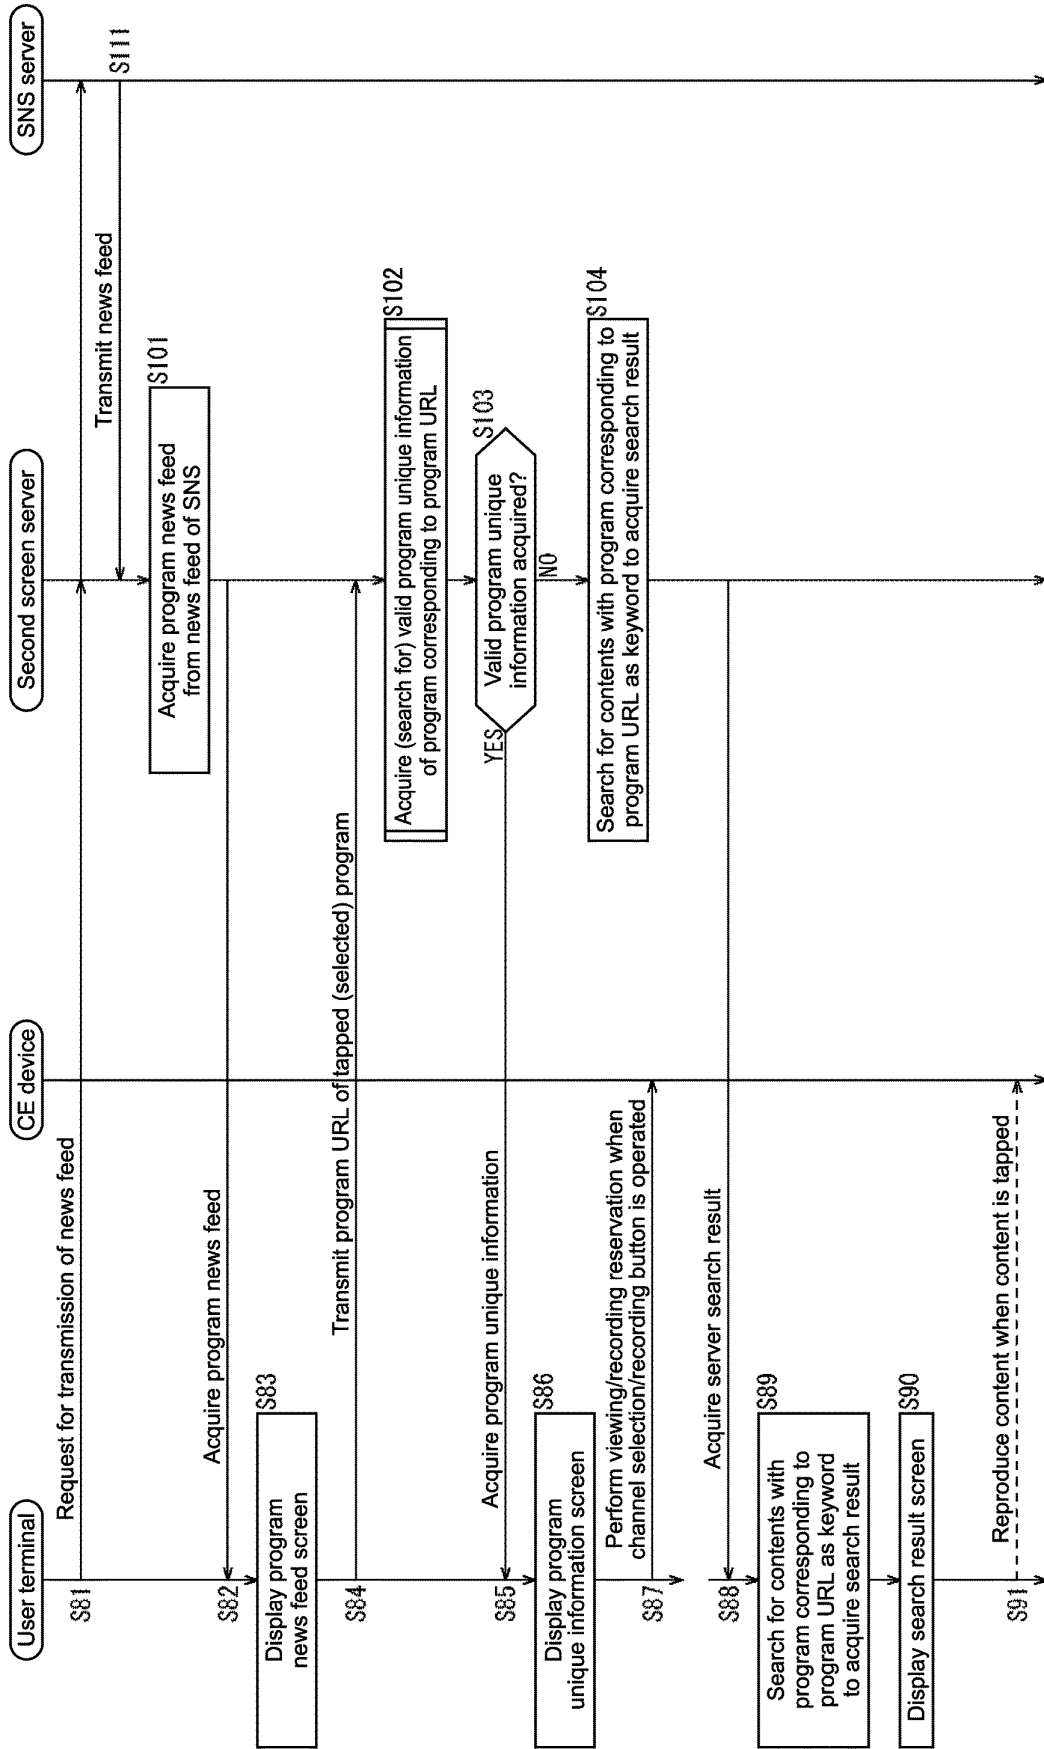 User terminal
CE device
Second screen server
SNS server
Request for transmission of news feed
S81
Transmit news feed
S111
Acquire program news feed
from news feed of SNS
S101
Acquire program news feed
S82
Display program
news feed screen
S83
Transmit program URL of tapped (selected) program
S84
Acquire (search for) valid program unique information
of program corresponding to program URL
S102
Valid program unique
information acquired?
S103
YES
NO
Acquire program unique information
S85
Display program
unique information screen
S86
Search for contents with program corresponding to
program URL as keyword to acquire search result
S104
Perform viewing/recording reservation when
channel selection/recording button is operated
S87
Acquire server search result
S88
Search for contents with
program corresponding to
program URL as keyword
to acquire search result
S89
Display search result screen
S90
Reproduce content when content is tapped
S91